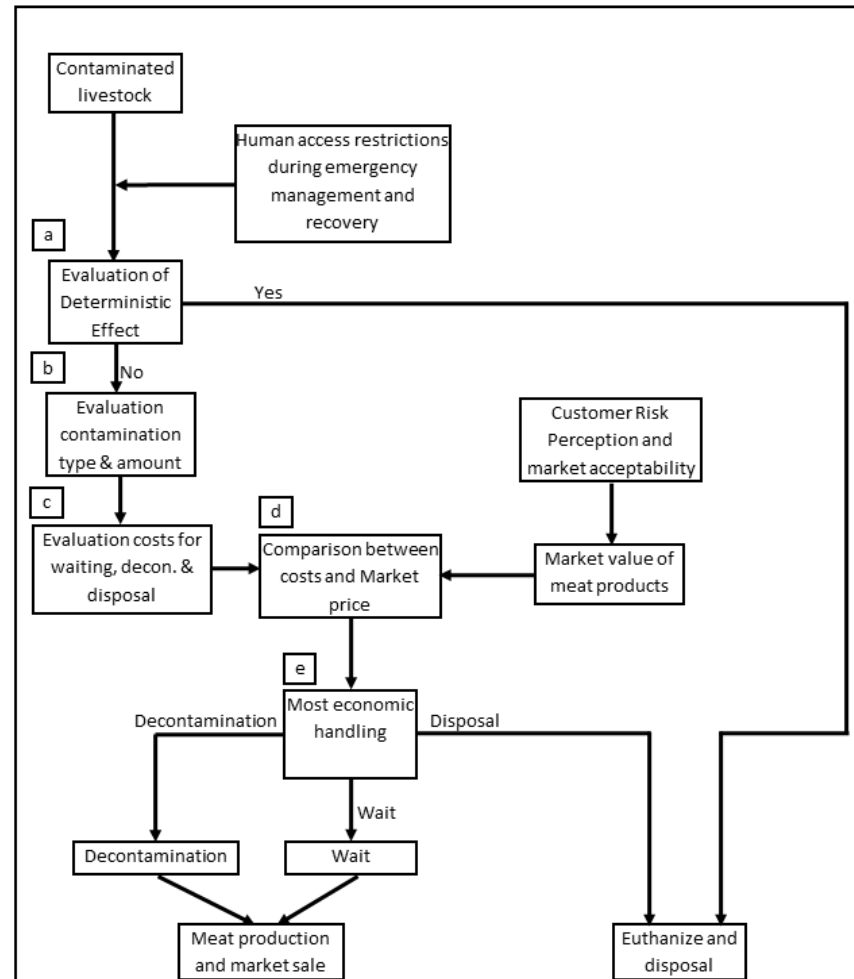 Contaminated
livestock
Human access restrictions
during emergency
management and
recovery
a
Evaluation of
Deterministic
Effect
Yes
b
No
Evaluation
contamination
type & amount
Customer Risk
Perception and
market acceptability
c
Evaluation costs for
waiting, decon. &
disposal
d
Comparison between
costs and Market
price
Market value of
meat products
e
Most economic
handling
Decontamination
Disposal
Wait
Decontamination
Wait
Meat production
and market sale
Euthanize and
disposal